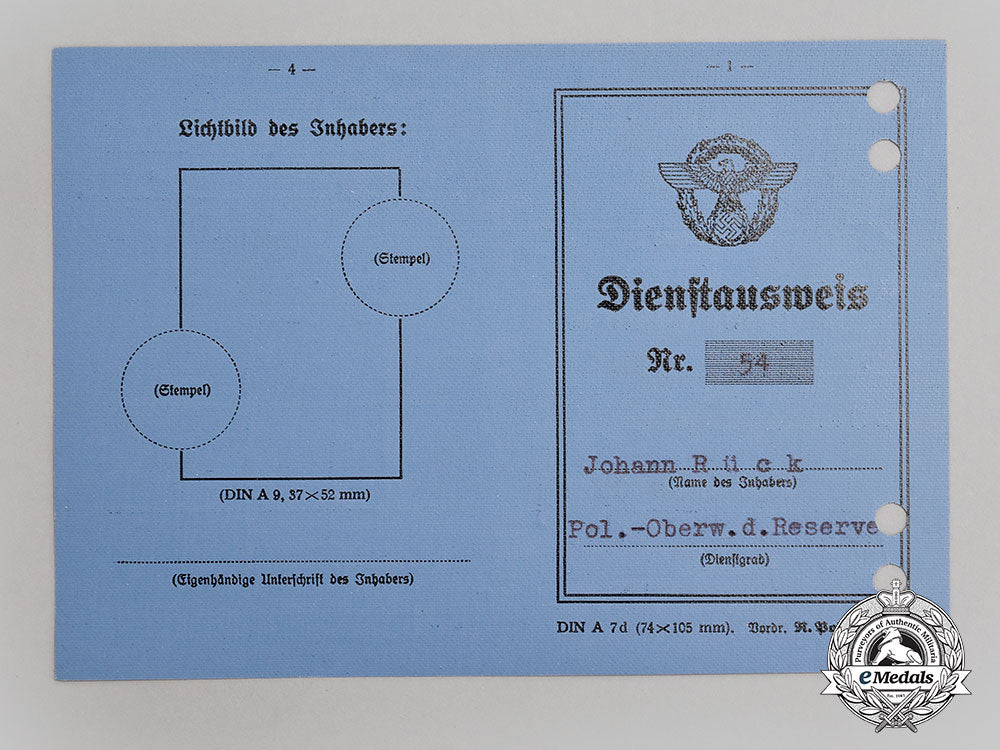 — 4 —
Lichtbild des Inhabers:
(Stempel)
(Stempel)
(DIN A 9, 37×52 mm)
(Eigenhändige Unterschrift des Inhabers)
— 1 —
Dienstausweis
Nr. 54
Johann Rück
(Name des Inhabers)
Pol.-Oberw.d.Reserve
(Dienstgrad)
DIN A 7d (74×105 mm). Vordr. R.Po
Purveyors of Authentic Militaria
eMedals